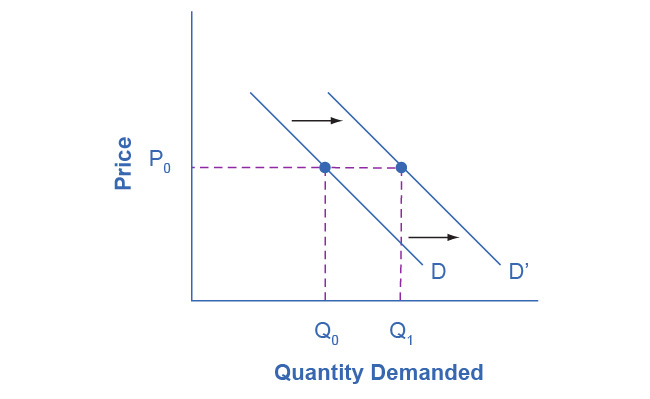 Price
P₀
D
D’
Q₀
Q₁
Quantity Demanded